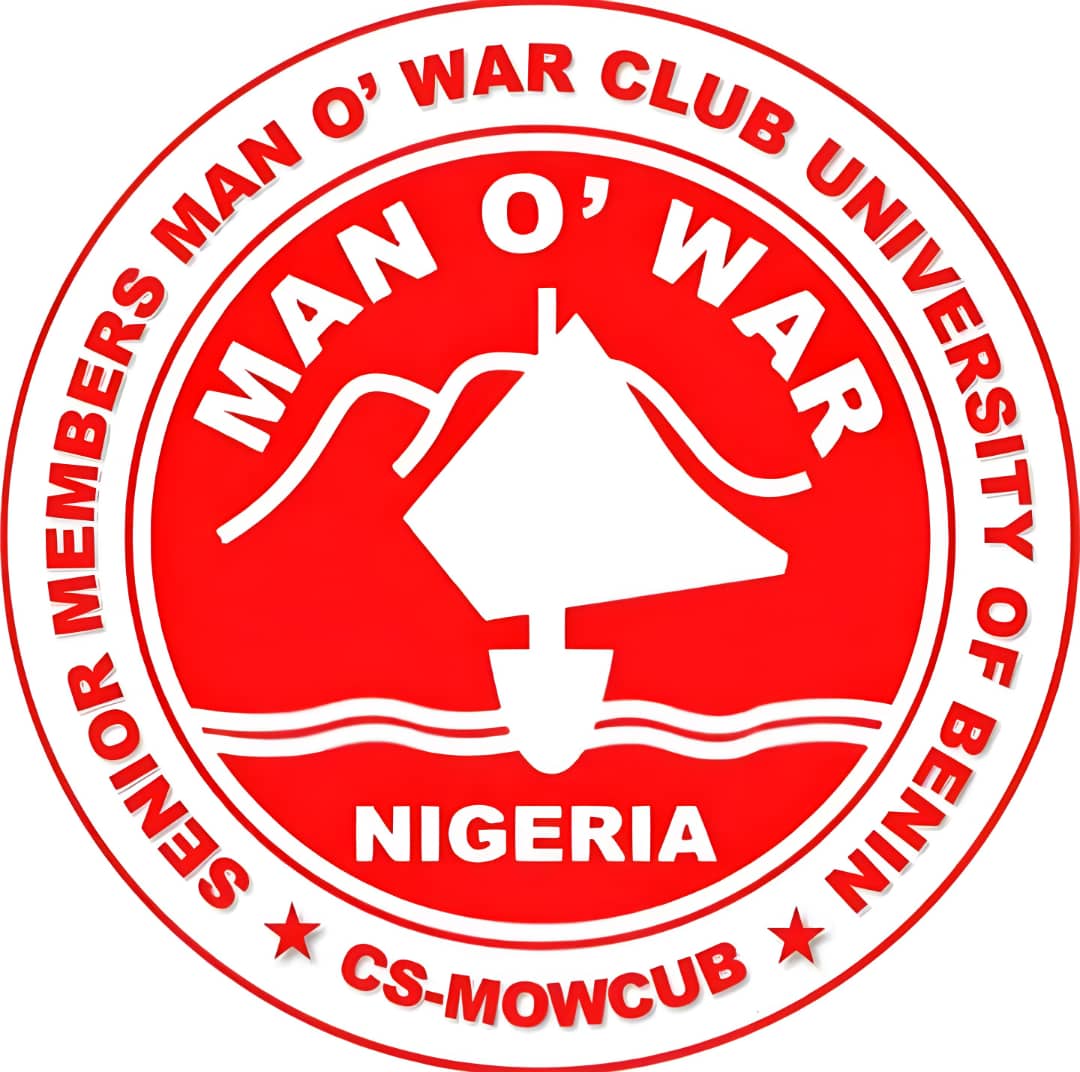 SENIOR MEMBERS MAN O' WAR CLUB UNIVERSITY OF BENIN
MAN O' WAR
NIGERIA
★ CS-MOWCUB ★